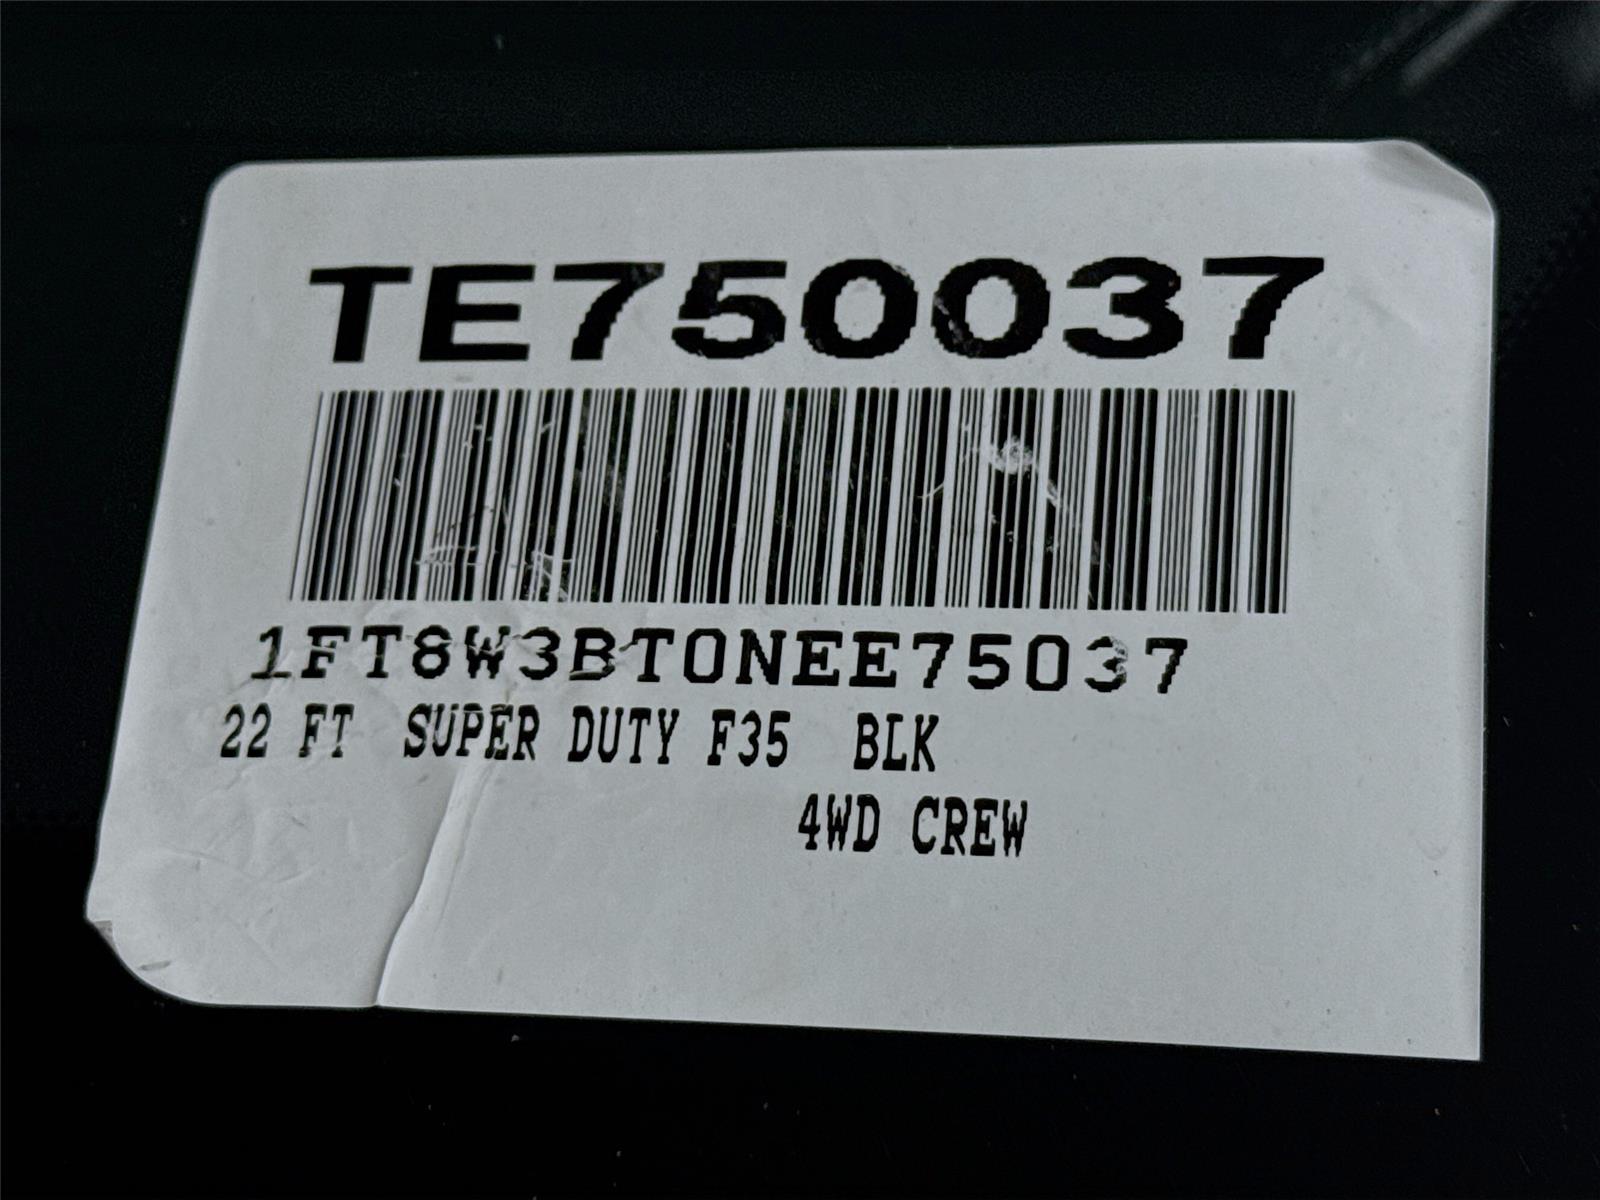 TE750037
1FT8W3BT0NEE75037
22 FT SUPER DUTY F35 BLK
4WD CREW